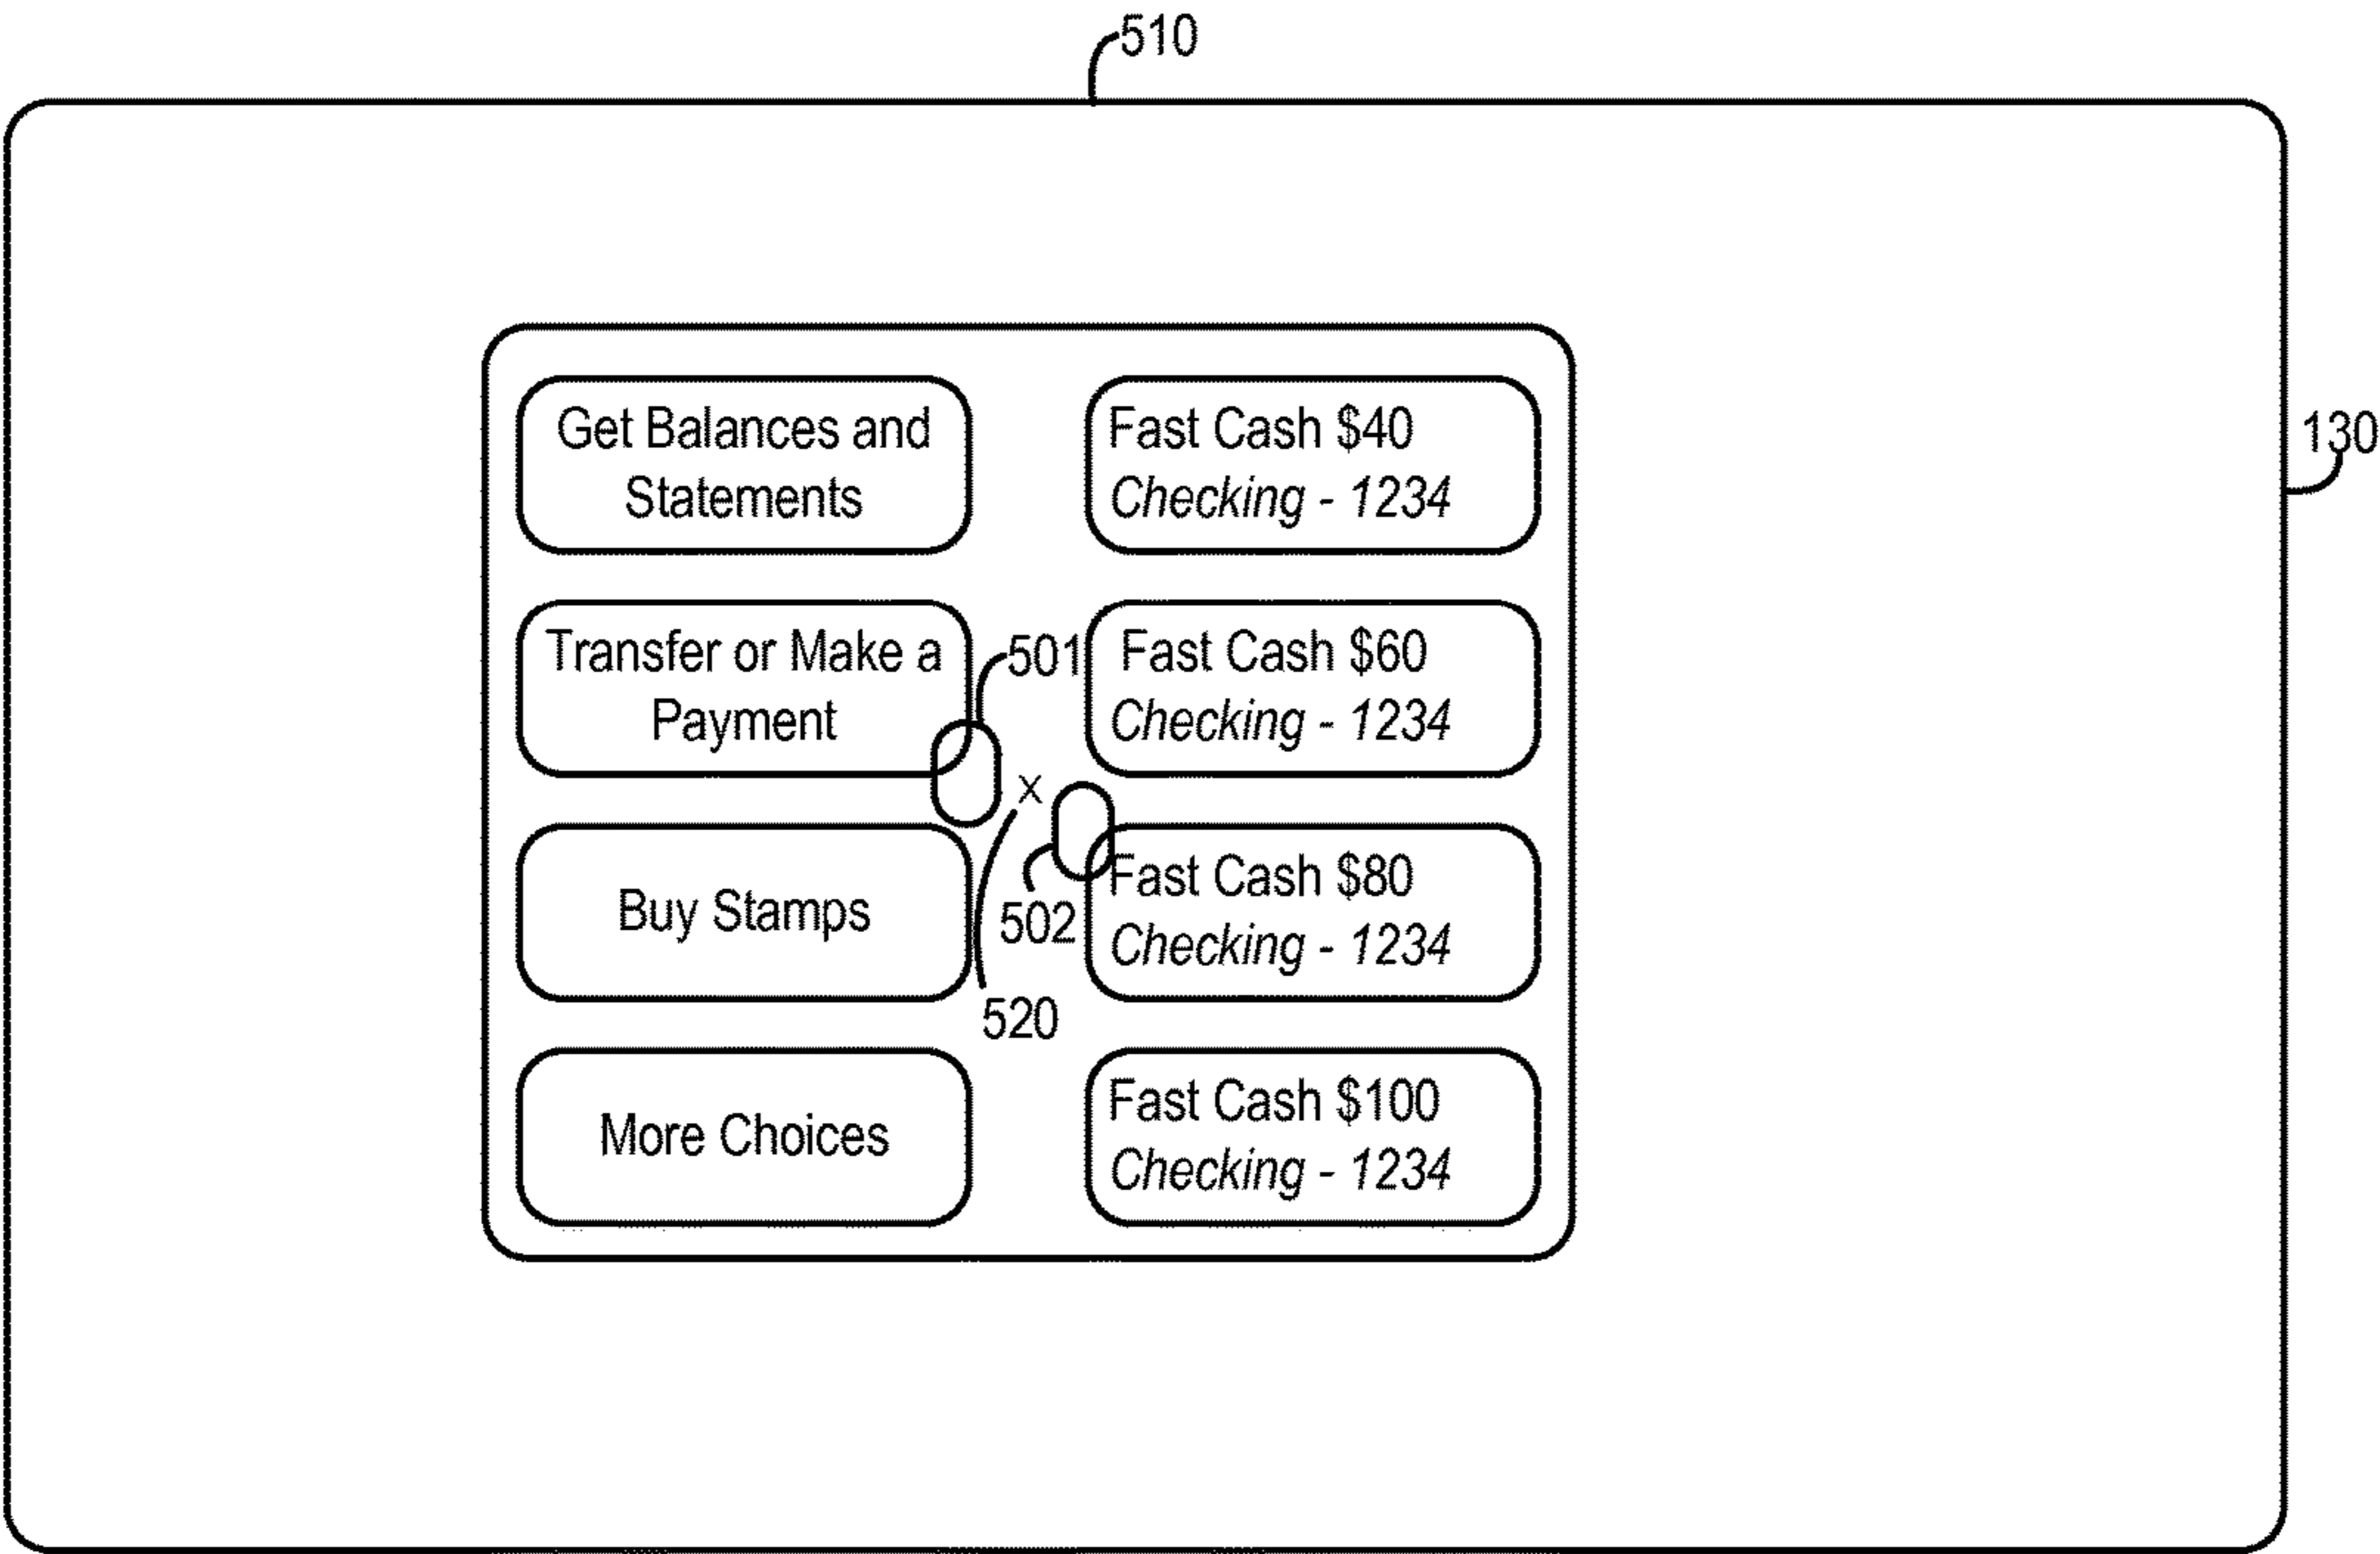 510
130
Get Balances and
Statements
Fast Cash $40
Checking - 1234
Transfer or Make a
Payment
501
Fast Cash $60
Checking - 1234
x
Buy Stamps
502
520
Fast Cash $80
Checking - 1234
More Choices
Fast Cash $100
Checking - 1234